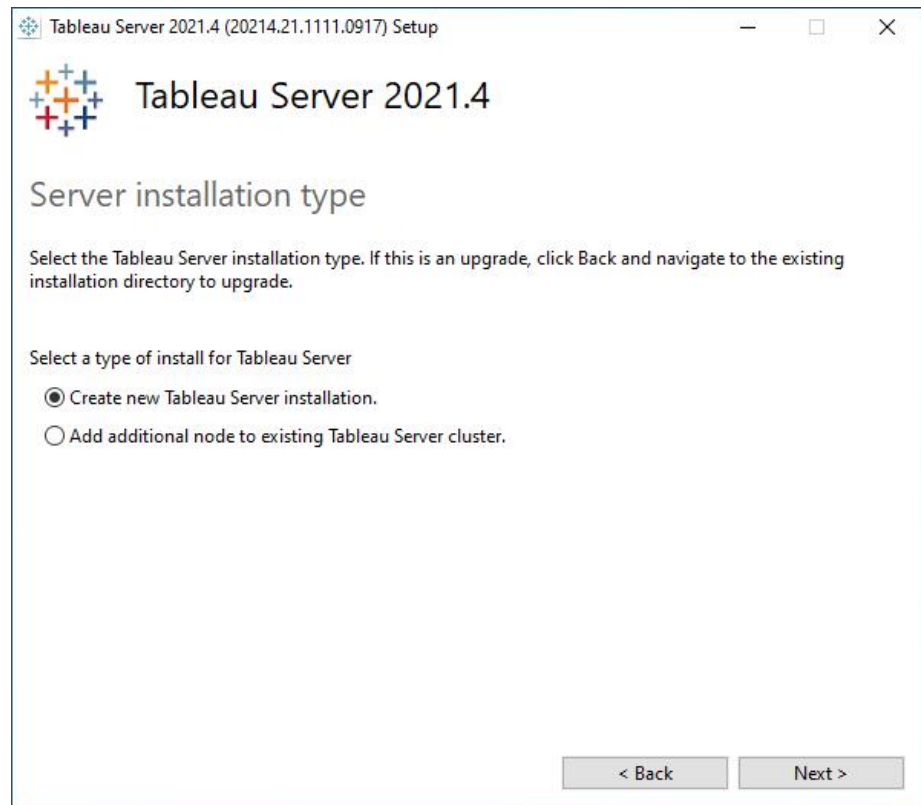 Tableau Server 2021.4 (20214.21.1111.0917) Setup
Tableau Server 2021.4
Server installation type
Select the Tableau Server installation type. If this is an upgrade, click Back and navigate to the existing
installation directory to upgrade.
Select a type of install for Tableau Server
Create new Tableau Server installation.
Add additional node to existing Tableau Server cluster.
< Back Next >